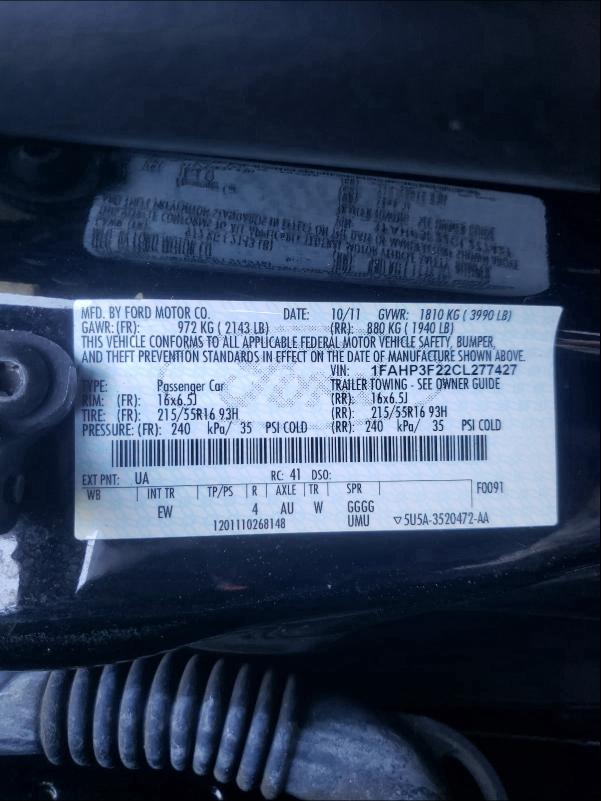 MFD. BY FORD MOTOR CO. DATE: 10/11 GVWR: 1810 KG ( 3990 LB)
GAWR: (FR): 972 KG ( 2143 LB) (RR): 880 KG ( 1940 LB)
THIS VEHICLE CONFORMS TO ALL APPLICABLE FEDERAL MOTOR VEHICLE SAFETY, BUMPER,
AND THEFT PREVENTION STANDARDS IN EFFECT ON THE DATE OF MANUFACTURE SHOWN ABOVE.
VIN: 1FAHP3F22CL277427
TYPE: Passenger Car TRAILER TOWING - SEE OWNER GUIDE
RIM: (FR): 16x6.5J (RR): 16x6.5J
TIRE: (FR): 215/55R16 93H (RR): 215/55R16 93H
PRESSURE: (FR): 240 kPa/ 35 PSI COLD (RR): 240 kPa/ 35 PSI COLD
EXT PNT: UA RC: 41 DSO:
WB INT TR TP/PS R AXLE TR SPR F0091
EW 4 AU W GGGG
1201110268148 UMU ▽5U5A-3520472-AA